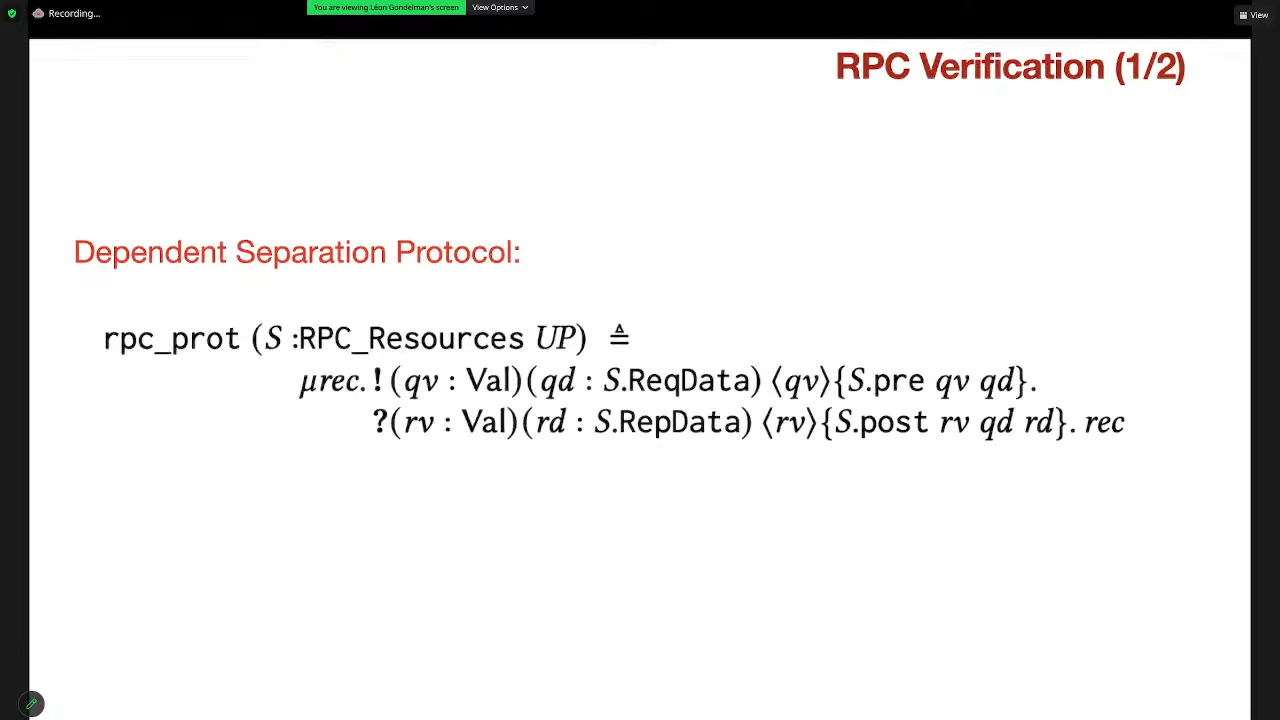 Recording...
You are viewing Léon Gondelman's screen
View Options
View
RPC Verification (1/2)
Dependent Separation Protocol:
rpc_prot (S :RPC_Resources UP) ≜
μrec. ! (qv : Val)(qd : S.ReqData) ⟨qv⟩{S.pre qv qd}.
?(rv : Val)(rd : S.RepData) ⟨rv⟩{S.post rv qd rd}. rec